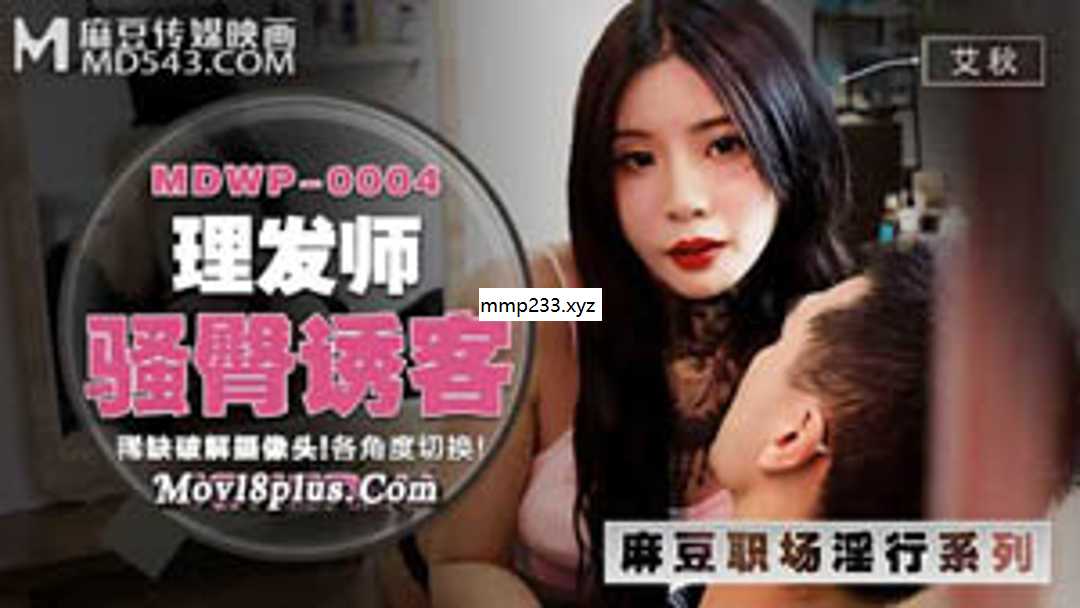 麻豆传媒映画
MD543.COM
艾秋
MDWP-0004
理发师
mmp233.xyz
骚臀诱客
稀缺破解摄像头!各角度切换!
Mov18plus.Com
麻豆职场淫行系列